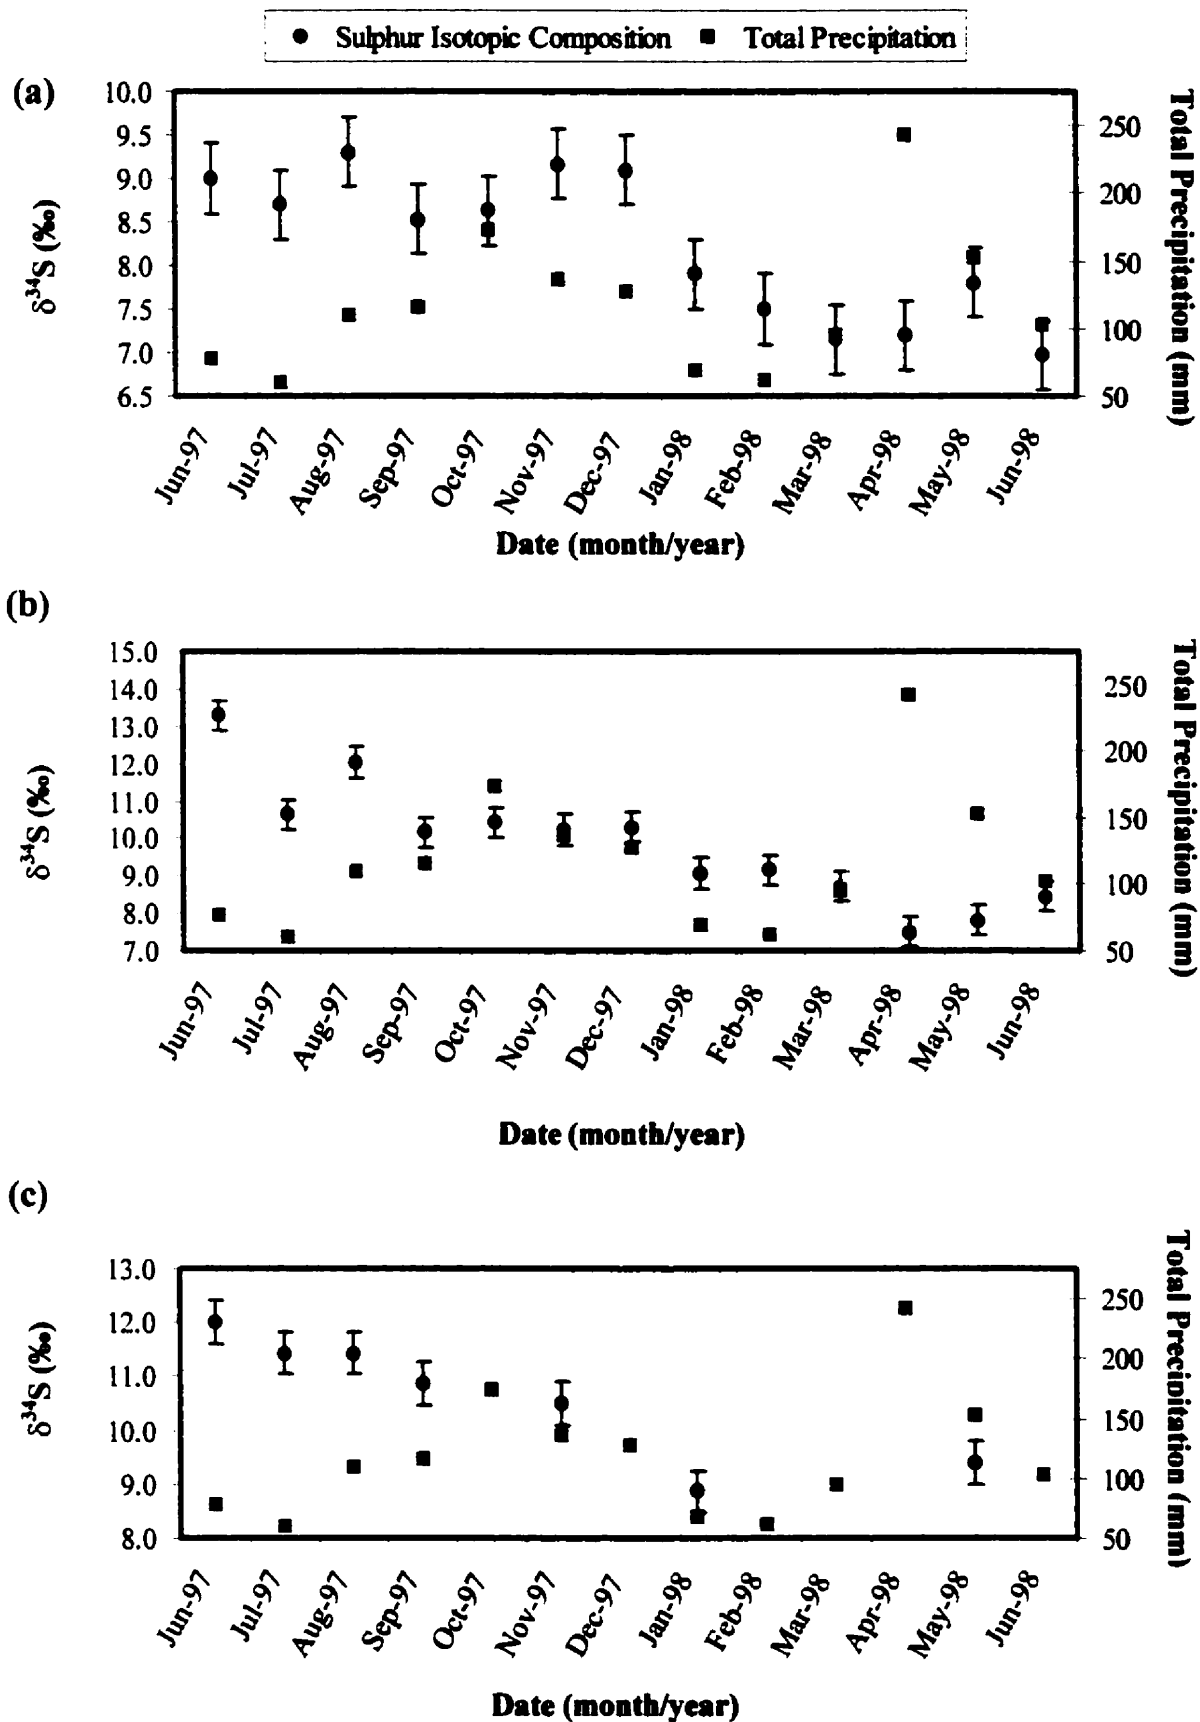 Sulphur Isotopic Composition Total Precipitation
(a)
10.0
9.5
9.0
8.5
8.0
7.5
7.0
6.5
δ³⁴S (‰)
250
200
150
100
50
Total Precipitation (mm)
Jun-97 Jul-97 Aug-97 Sep-97 Oct-97 Nov-97 Dec-97 Jan-98 Feb-98 Mar-98 Apr-98 May-98 Jun-98
Date (month/year)
(b)
15.0
14.0
13.0
12.0
11.0
10.0
9.0
8.0
7.0
δ³⁴S (‰)
250
200
150
100
50
Total Precipitation (mm)
Jun-97 Jul-97 Aug-97 Sep-97 Oct-97 Nov-97 Dec-97 Jan-98 Feb-98 Mar-98 Apr-98 May-98 Jun-98
Date (month/year)
(c)
13.0
12.0
11.0
10.0
9.0
8.0
δ³⁴S (‰)
250
200
150
100
50
Total Precipitation (mm)
Jun-97 Jul-97 Aug-97 Sep-97 Oct-97 Nov-97 Dec-97 Jan-98 Feb-98 Mar-98 Apr-98 May-98 Jun-98
Date (month/year)